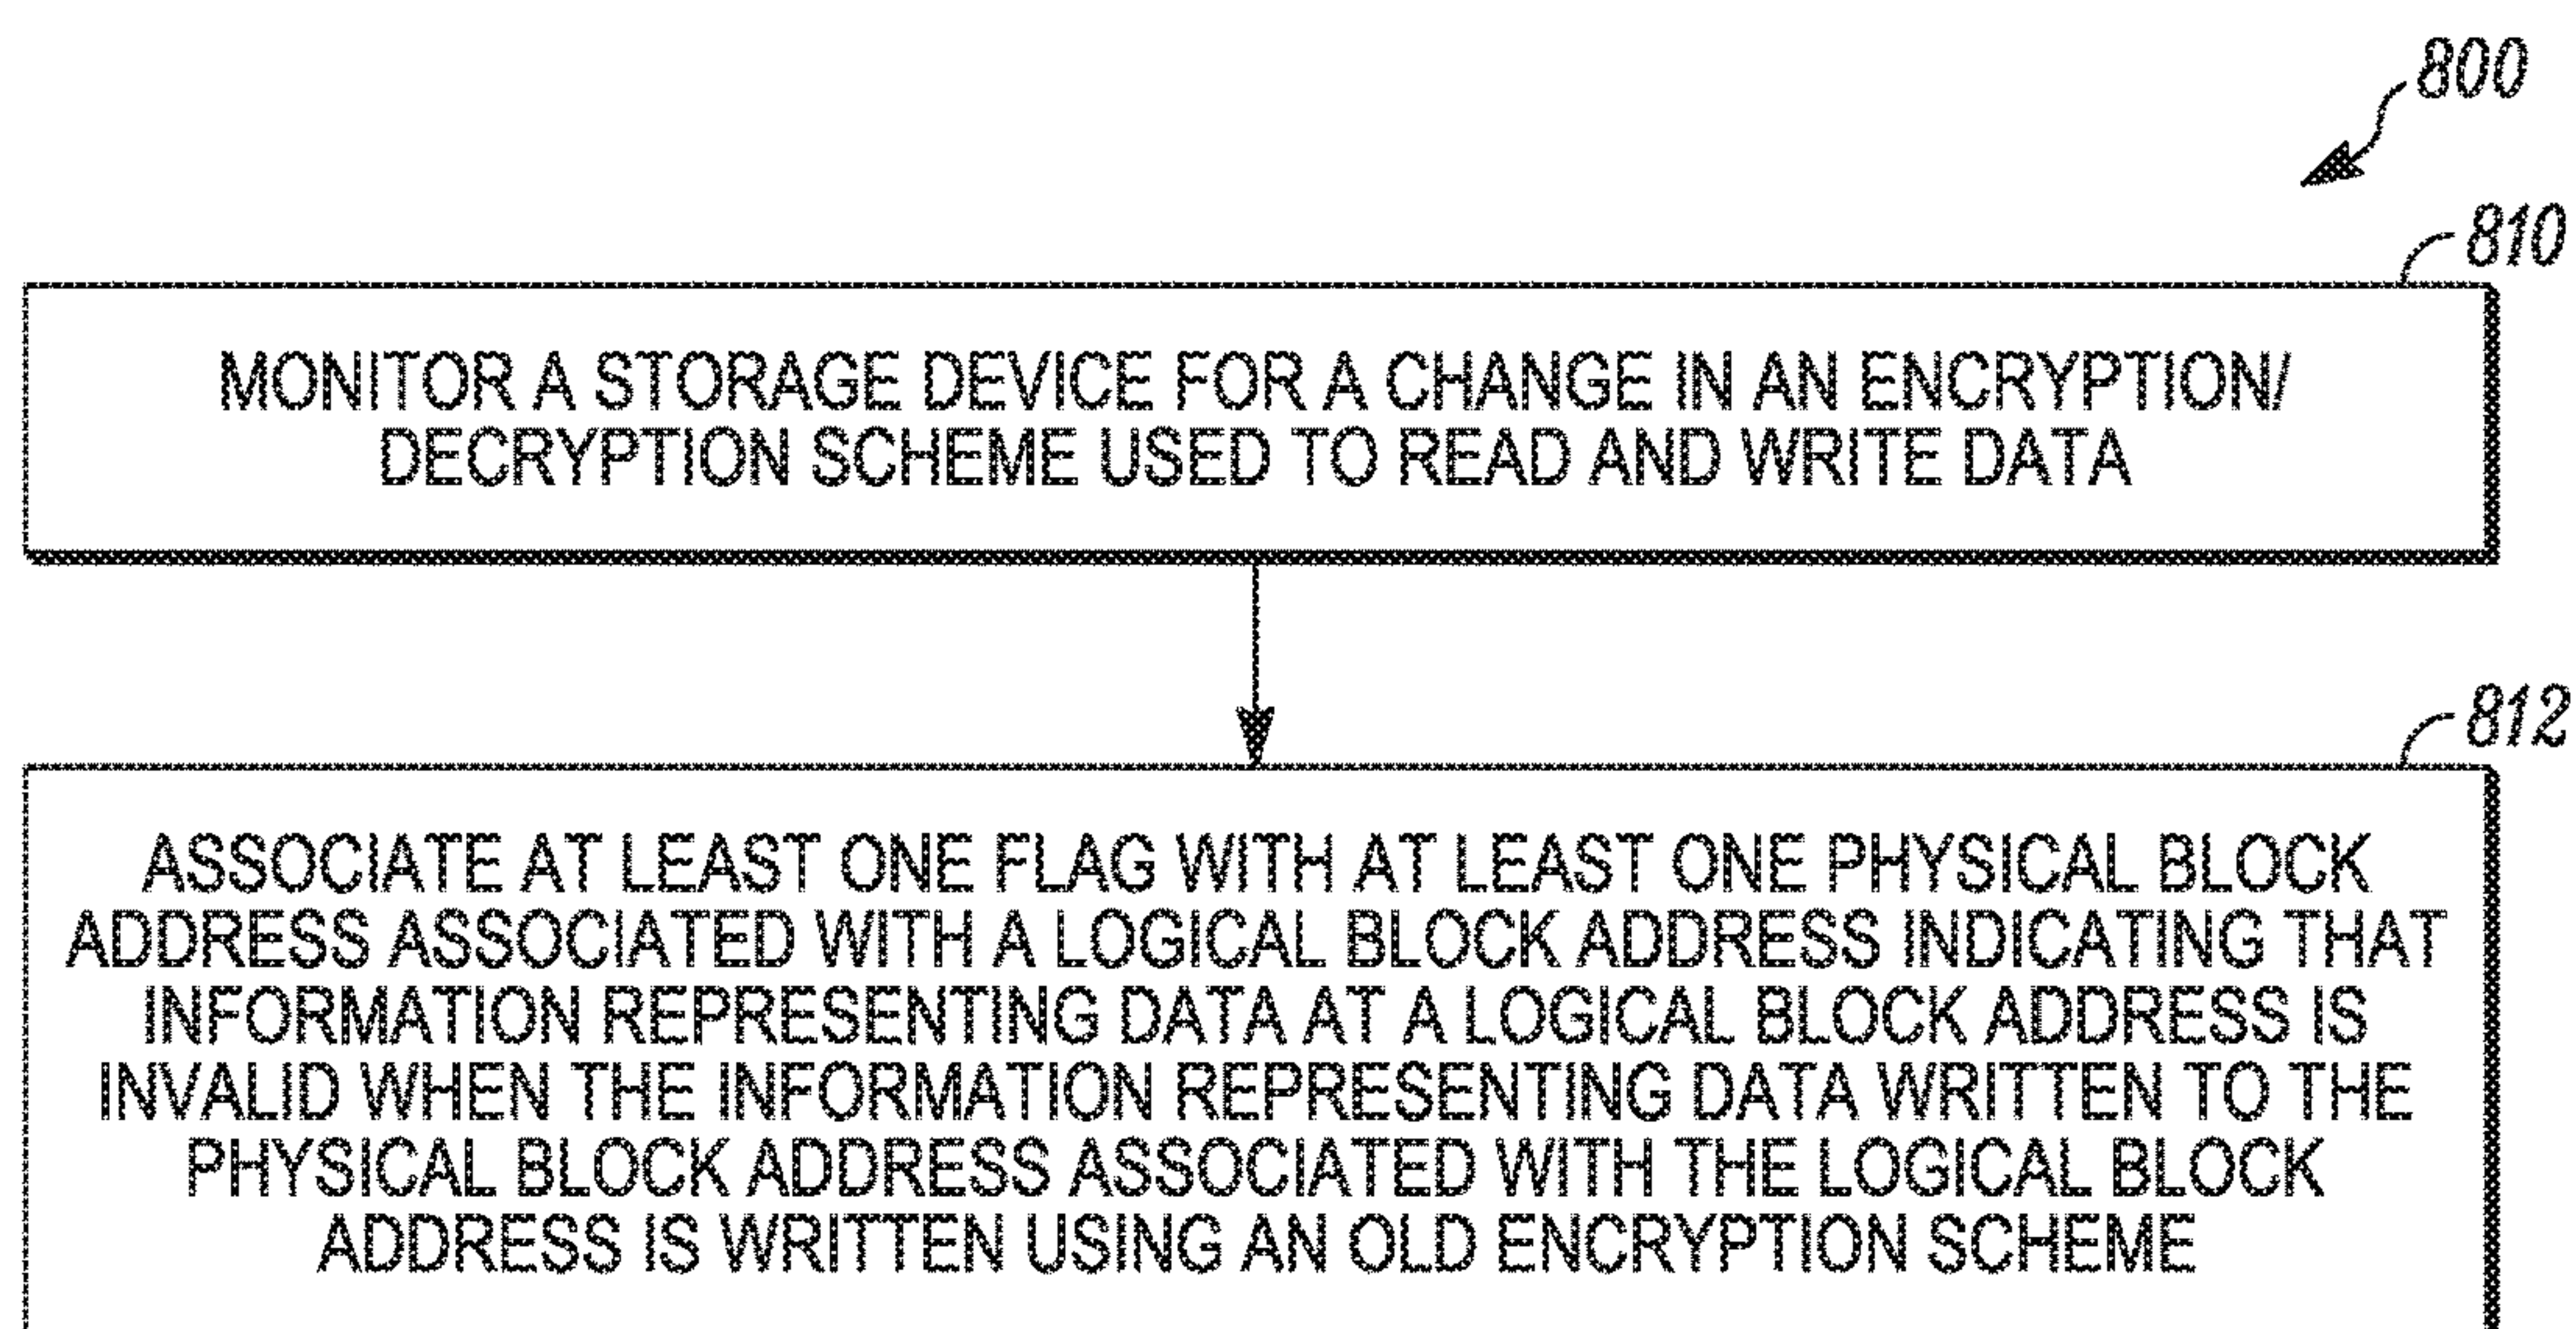 800
810
MONITOR A STORAGE DEVICE FOR A CHANGE IN AN ENCRYPTION/
DECRYPTION SCHEME USED TO READ AND WRITE DATA
812
ASSOCIATE AT LEAST ONE FLAG WITH AT LEAST ONE PHYSICAL BLOCK
ADDRESS ASSOCIATED WITH A LOGICAL BLOCK ADDRESS INDICATING THAT
INFORMATION REPRESENTING DATA AT A LOGICAL BLOCK ADDRESS IS
INVALID WHEN THE INFORMATION REPRESENTING DATA WRITTEN TO THE
PHYSICAL BLOCK ADDRESS ASSOCIATED WITH THE LOGICAL BLOCK
ADDRESS IS WRITTEN USING AN OLD ENCRYPTION SCHEME